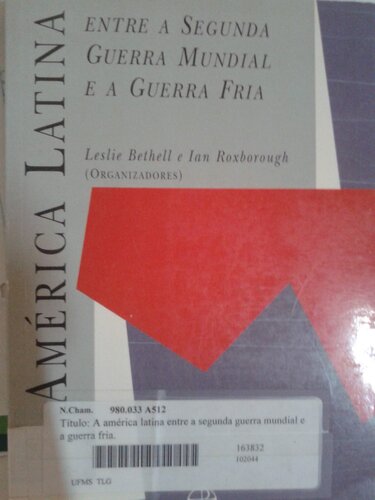 AMÉRICA LATINA
ENTRE A SEGUNDA
GUERRA MUNDIAL
E A GUERRA FRIA
Leslie Bethell e Ian Roxborough
(ORGANIZADORES)
N.Cham. 980.033 A512
Título: A américa latina entre a segunda guerra mundial e
a guerra fria.
163832
102044
UFMS TLG